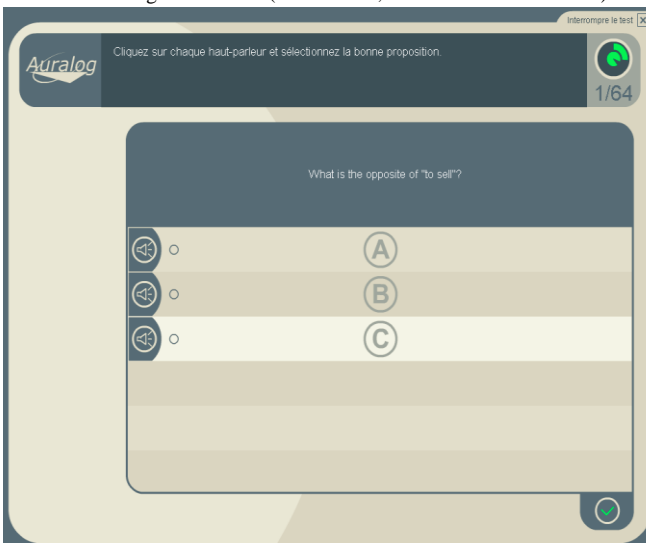 Interrompre le test X
Auralog
Cliquez sur chaque haut-parleur et sélectionnez la bonne proposition.
1/64
What is the opposite of "to sell"?
A
B
C